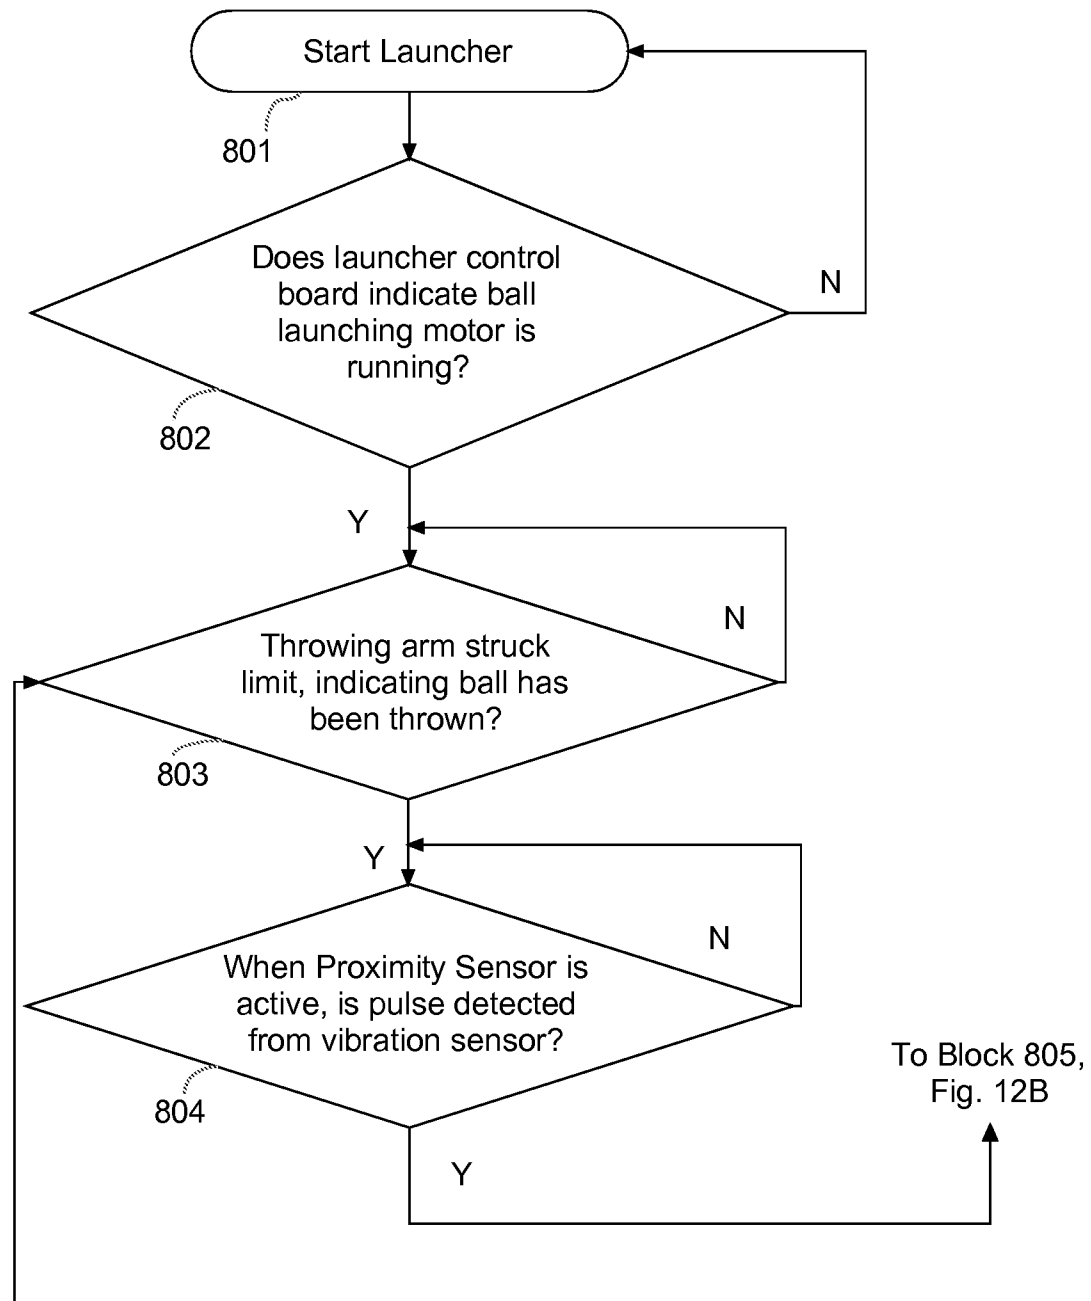 Start Launcher
801
Does launcher control
board indicate ball
launching motor is
running?
N
802
Y
N
Throwing arm struck
limit, indicating ball has
been thrown?
803
Y
N
When Proximity Sensor is
active, is pulse detected
from vibration sensor?
804
To Block 805,
Fig. 12B
Y